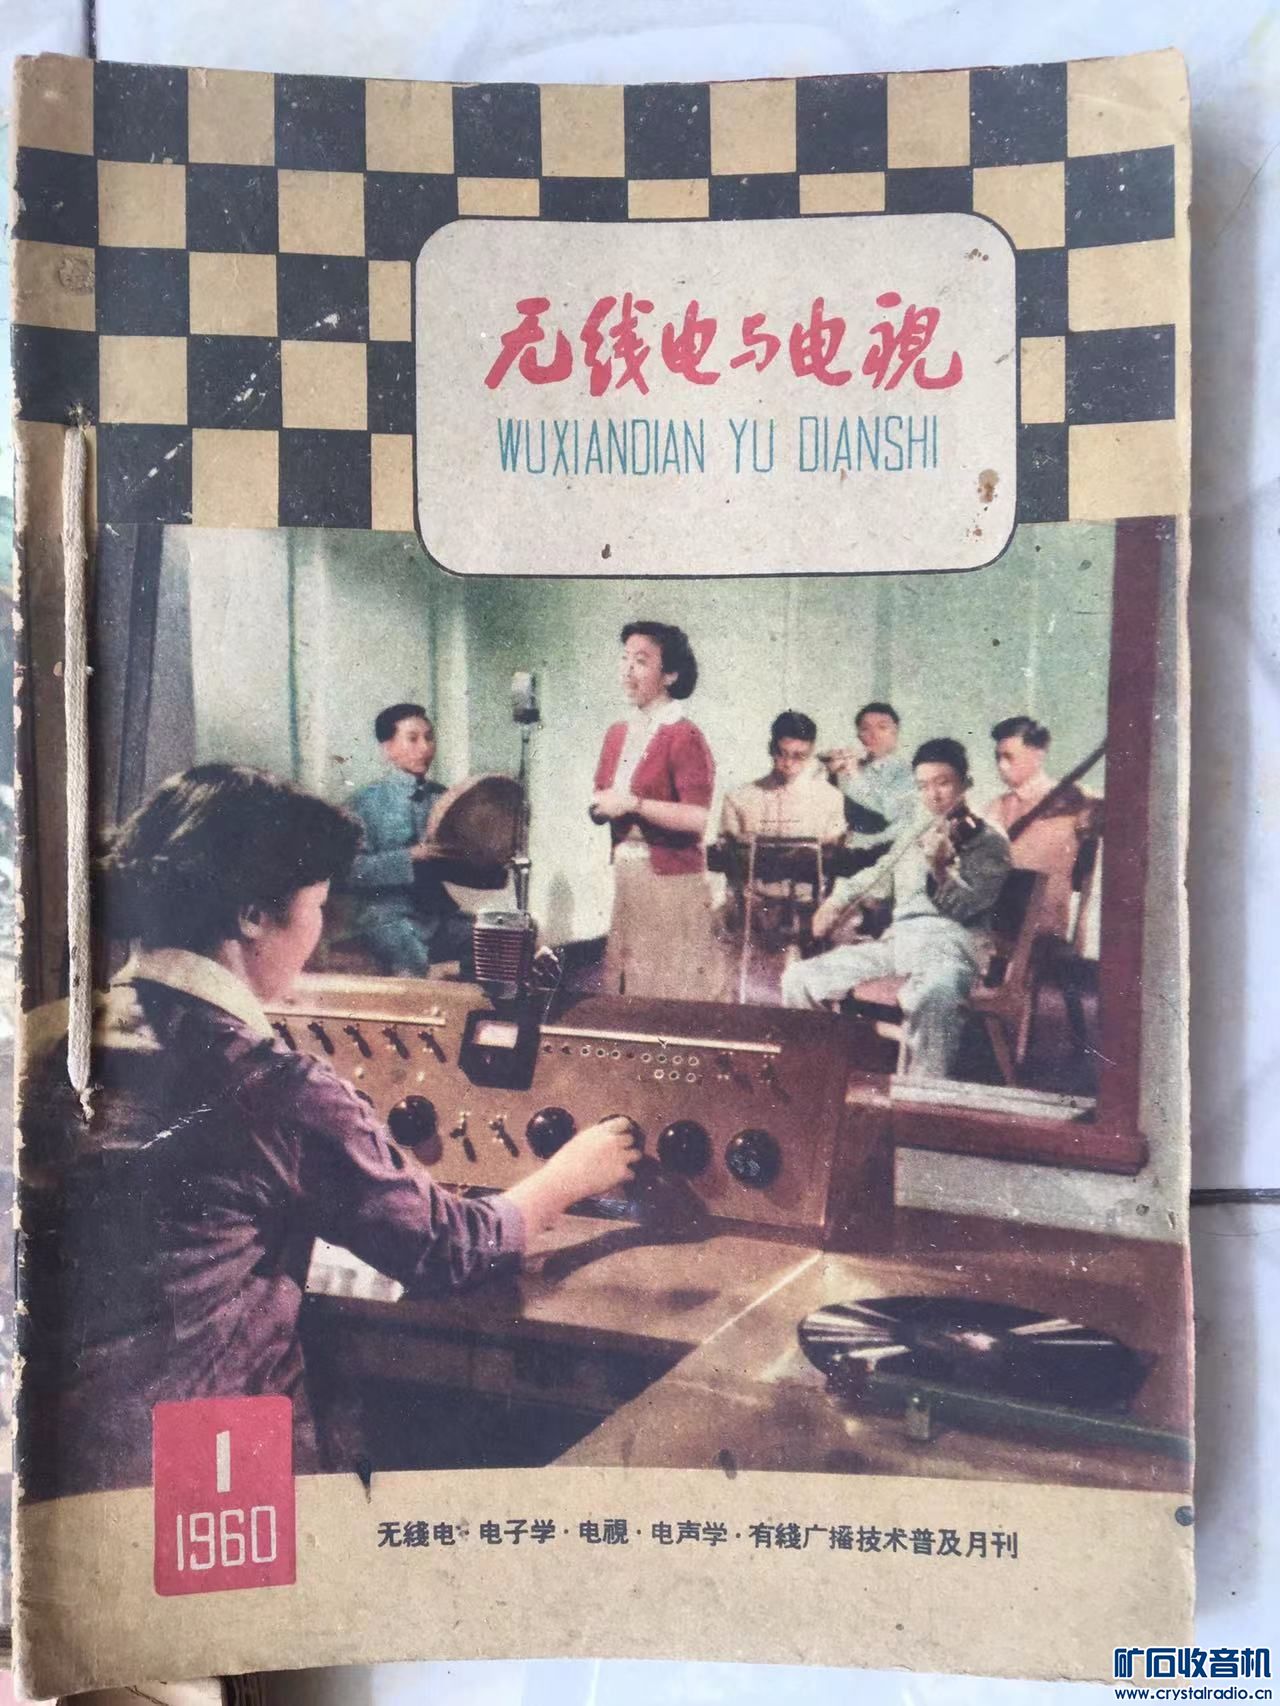 无线电与电視
WUXIANDIAN YU DIANSHI
1
1960
无綫电·电子学·电視·电声学·有綫广播技术普及月刊
矿石收音机
www.crystalradio.cn